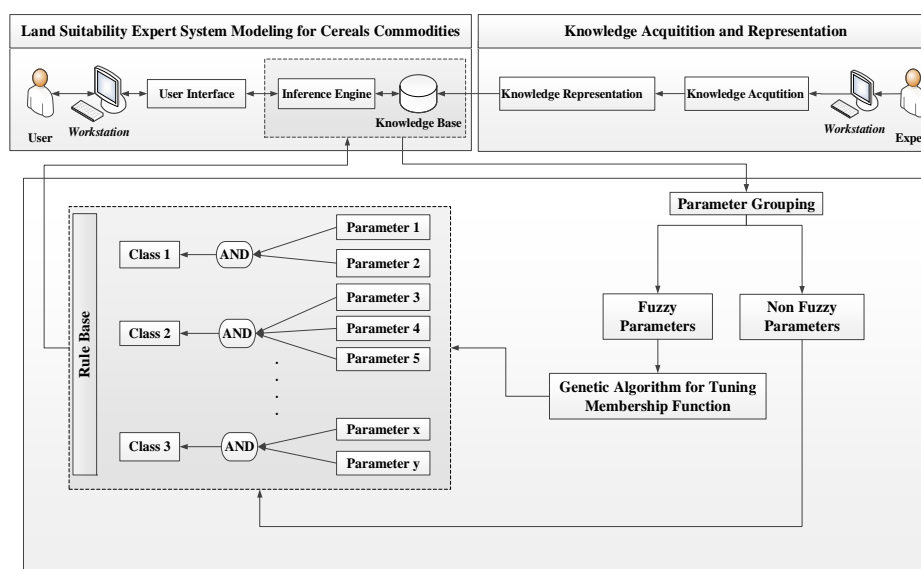 Land Suitability Expert System Modeling for Cereals Commodities
Knowledge Acquitition and Representation
User
Workstation
User Interface
Inference Engine
Knowledge Base
Knowledge Representation
Knowledge Acqutition
Workstation
Expe
Parameter Grouping
Fuzzy
Parameters
Non Fuzzy
Parameters
Genetic Algorithm for Tuning
Membership Function
Rule Base
Class 1
AND
Parameter 1
Parameter 2
Class 2
AND
Parameter 3
Parameter 4
Parameter 5
Class 3
AND
Parameter x
Parameter y